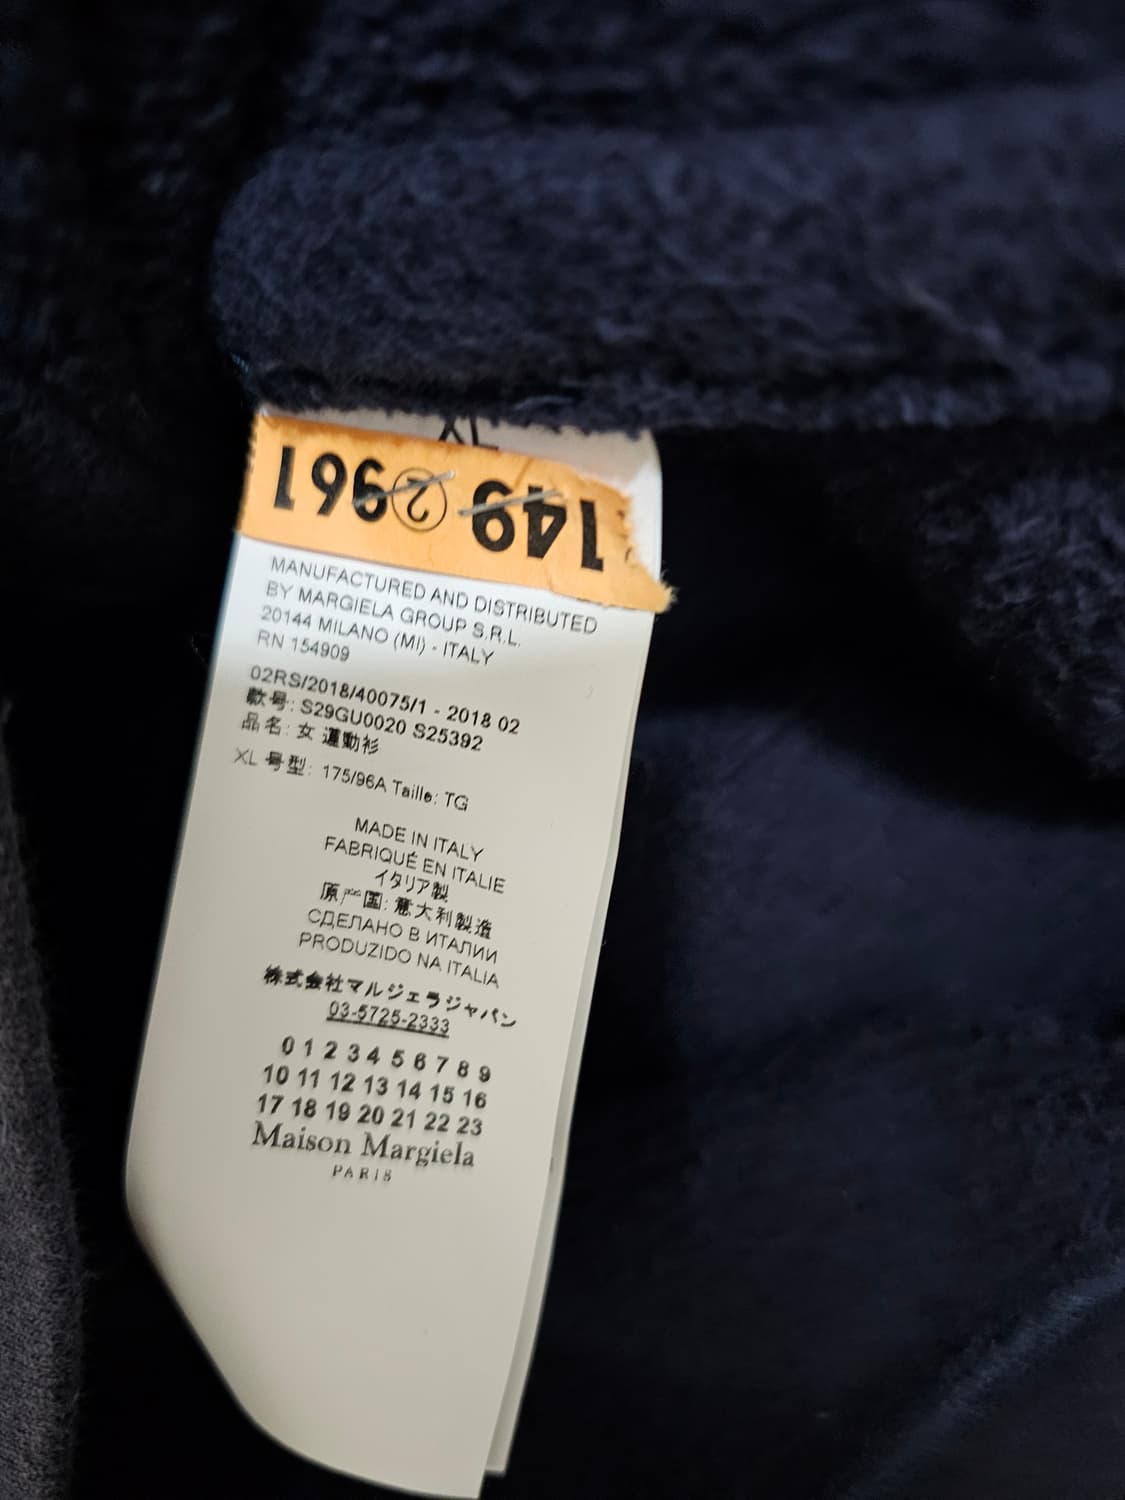 XL
149 2 961
MANUFACTURED AND DISTRIBUTED
BY MARGIELA GROUP S.R.L.
20144 MILANO (MI) - ITALY
RN 154909
02RS/2018/40075/1 - 2018 02
款号: S29GU0020 S25392
品名: 女 運動衫
XL 号型: 175/96A Taille: TG
MADE IN ITALY
FABRIQUÉ EN ITALIE
イタリア製
原产国: 意大利製造
СДЕЛАНО В ИТАЛИИ
PRODUZIDO NA ITALIA
株式会社マルジェラジャパン
03-5725-2333
0 1 2 3 4 5 6 7 8 9
10 11 12 13 14 15 16
17 18 19 20 21 22 23
Maison Margiela
PARIS